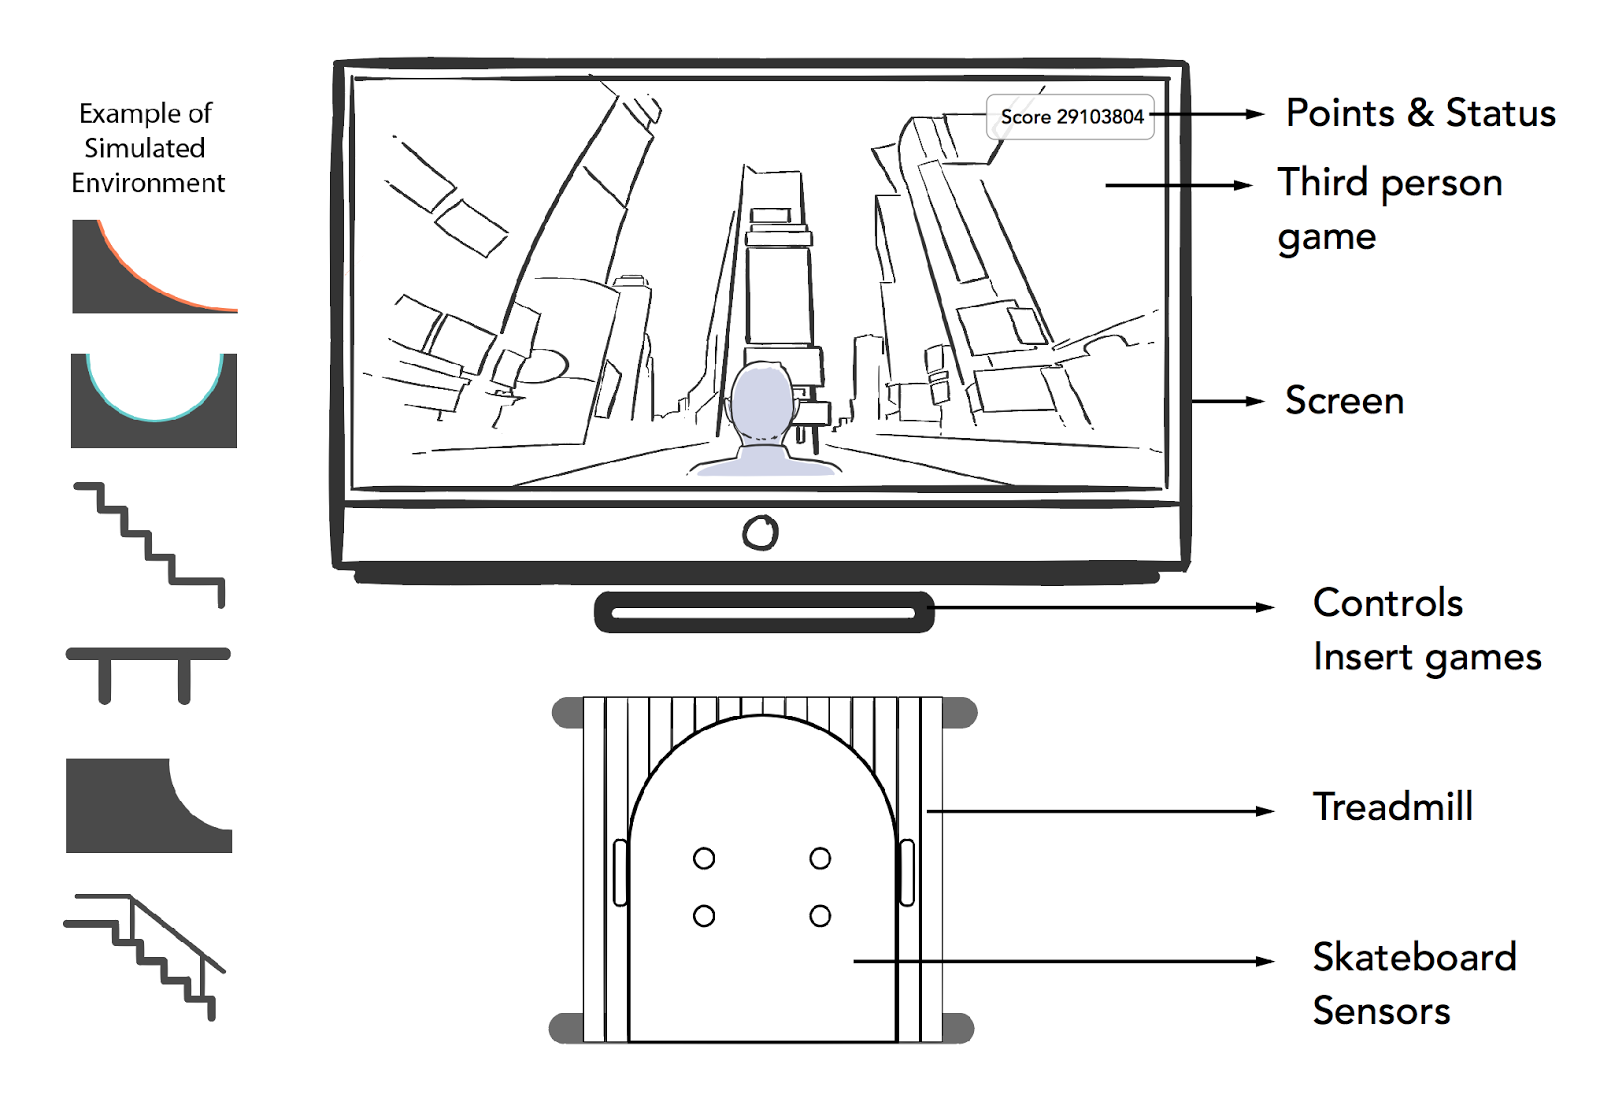 Example of
Simulated
Environment
Score 29103804
Points & Status
Third person
game
Screen
Controls
Insert games
Treadmill
Skateboard
Sensors